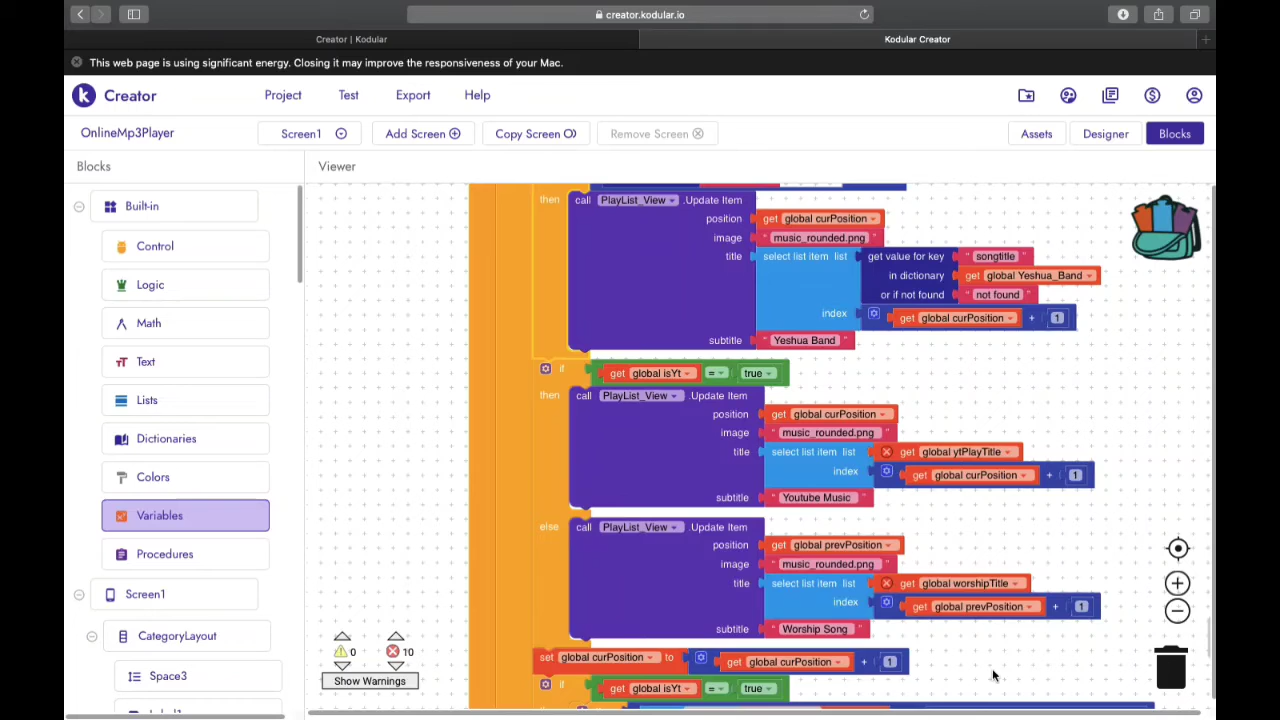 creator.kodular.io
Creator | Kodular
Kodular Creator
This web page is using significant energy. Closing it may improve the responsiveness of your Mac.
k Creator
Project Test Export Help
OnlineMp3Player
Screen1 Add Screen Copy Screen Remove Screen
Assets Designer Blocks
Blocks
Viewer
Built-in
Control
Logic
Math
Text
Lists
Dictionaries
Colors
Variables
Procedures
Screen1
CategoryLayout
Space3
then call PlayList_View .Update Item
position get global curPosition
image " music_rounded.png "
title select list item list get value for key " songtitle "
in dictionary get global Yeshua_Band
or if not found " not found "
index get global curPosition + 1
subtitle " Yeshua Band "
if get global isYt = true
then call PlayList_View .Update Item
position get global curPosition
image " music_rounded.png "
title select list item list get global ytPlayTitle
index get global curPosition + 1
subtitle " Youtube Music "
else call PlayList_View .Update Item
position get global prevPosition
image " music_rounded.png "
title select list item list get global worshipTitle
index get global prevPosition + 1
subtitle " Worship Song "
set global curPosition to get global curPosition + 1
if get global isYt = true
0 10
Show Warnings